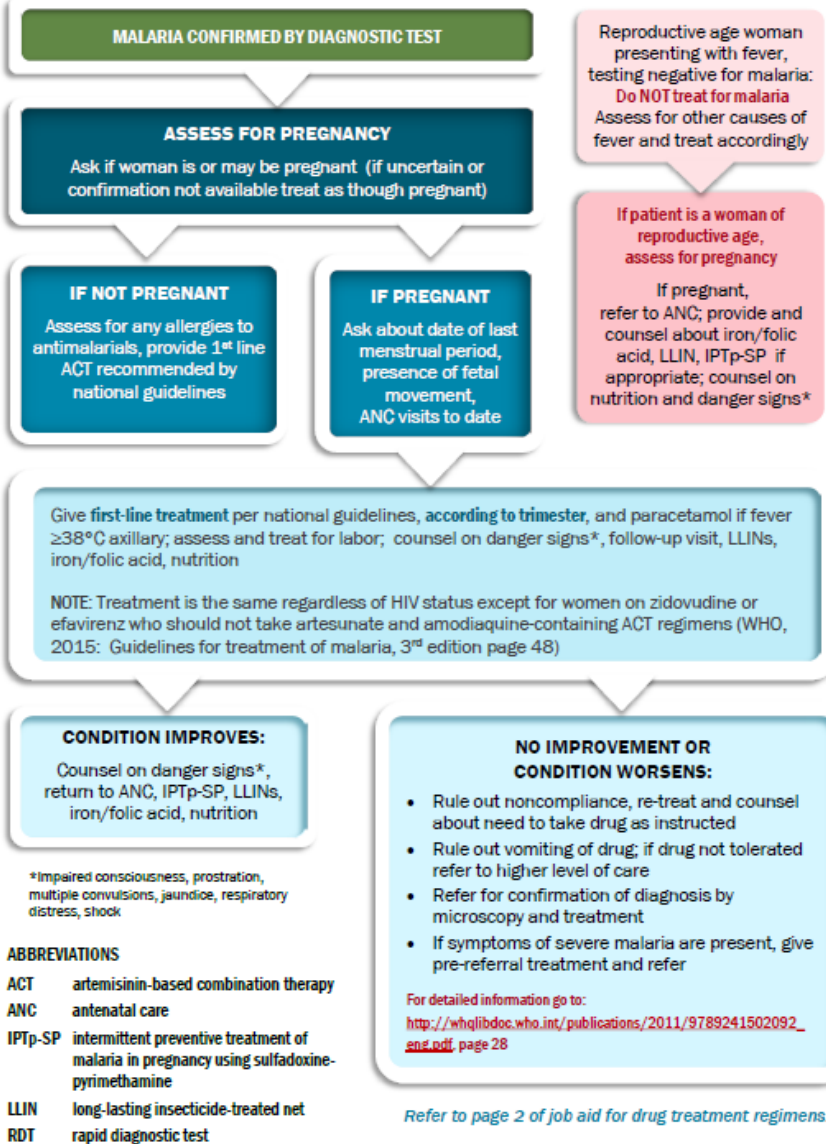 MALARIA CONFIRMED BY DIAGNOSTIC TEST
ASSESS FOR PREGNANCY
Ask if woman is or may be pregnant (if uncertain or
confirmation not available treat as though pregnant)
IF NOT PREGNANT
Assess for any allergies to
antimalarials, provide 1st line
ACT recommended by
national guidelines
IF PREGNANT
Ask about date of last
menstrual period,
presence of fetal
movement,
ANC visits to date
Reproductive age woman
presenting with fever,
testing negative for malaria:
Do NOT treat for malaria
Assess for other causes of
fever and treat accordingly
If patient is a woman of
reproductive age,
assess for pregnancy
If pregnant,
refer to ANC; provide and
counsel about iron/folic
acid, LLIN, IPTp-SP if
appropriate; counsel on
nutrition and danger signs*
Give first-line treatment per national guidelines, according to trimester, and paracetamol if fever
≥38°C axillary; assess and treat for labor; counsel on danger signs*, follow-up visit, LLINs,
iron/folic acid, nutrition
NOTE: Treatment is the same regardless of HIV status except for women on zidovudine or
efavirenz who should not take artesunate and amodiaquine-containing ACT regimens (WHO,
2015: Guidelines for treatment of malaria, 3rd edition page 48)
CONDITION IMPROVES:
Counsel on danger signs*,
return to ANC, IPTp-SP, LLINs,
iron/folic acid, nutrition
*Impaired consciousness, prostration,
multiple convulsions, jaundice, respiratory
distress, shock
NO IMPROVEMENT OR
CONDITION WORSENS:
• Rule out noncompliance, re-treat and counsel
about need to take drug as instructed
• Rule out vomiting of drug; if drug not tolerated
refer to higher level of care
• Refer for confirmation of diagnosis by
microscopy and treatment
• If symptoms of severe malaria are present, give
pre-referral treatment and refer
For detailed information go to:
http://whqlibdoc.who.int/publications/2011/9789241502092_
eng.pdf. page 28
ABBREVIATIONS
ACT artemisinin-based combination therapy
ANC antenatal care
IPTp-SP intermittent preventive treatment of
malaria in pregnancy using sulfadoxine-
pyrimethamine
LLIN long-lasting insecticide-treated net
RDT rapid diagnostic test
Refer to page 2 of job aid for drug treatment regimens